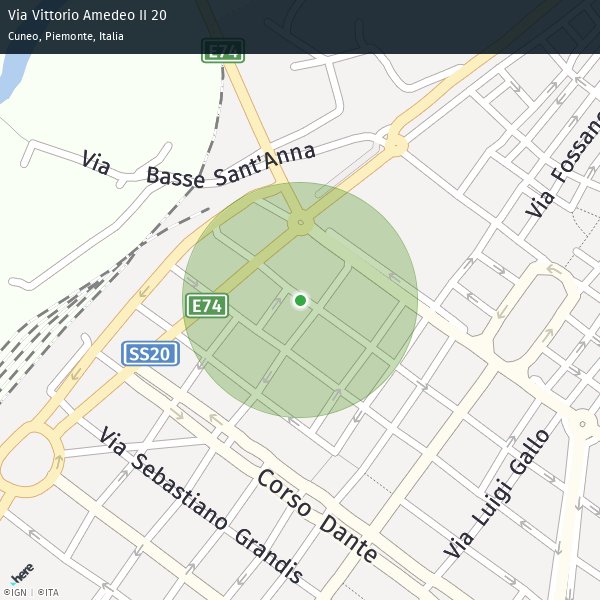 Via Vittorio Amedeo II 20
Cuneo, Piemonte, Italia
E74
Via Basse Sant'Anna
Via Fossano
E74
SS20
Via Sebastiano Grandis
Corso Dante
Via Luigi Gallo
here
©IGN | ©ITA